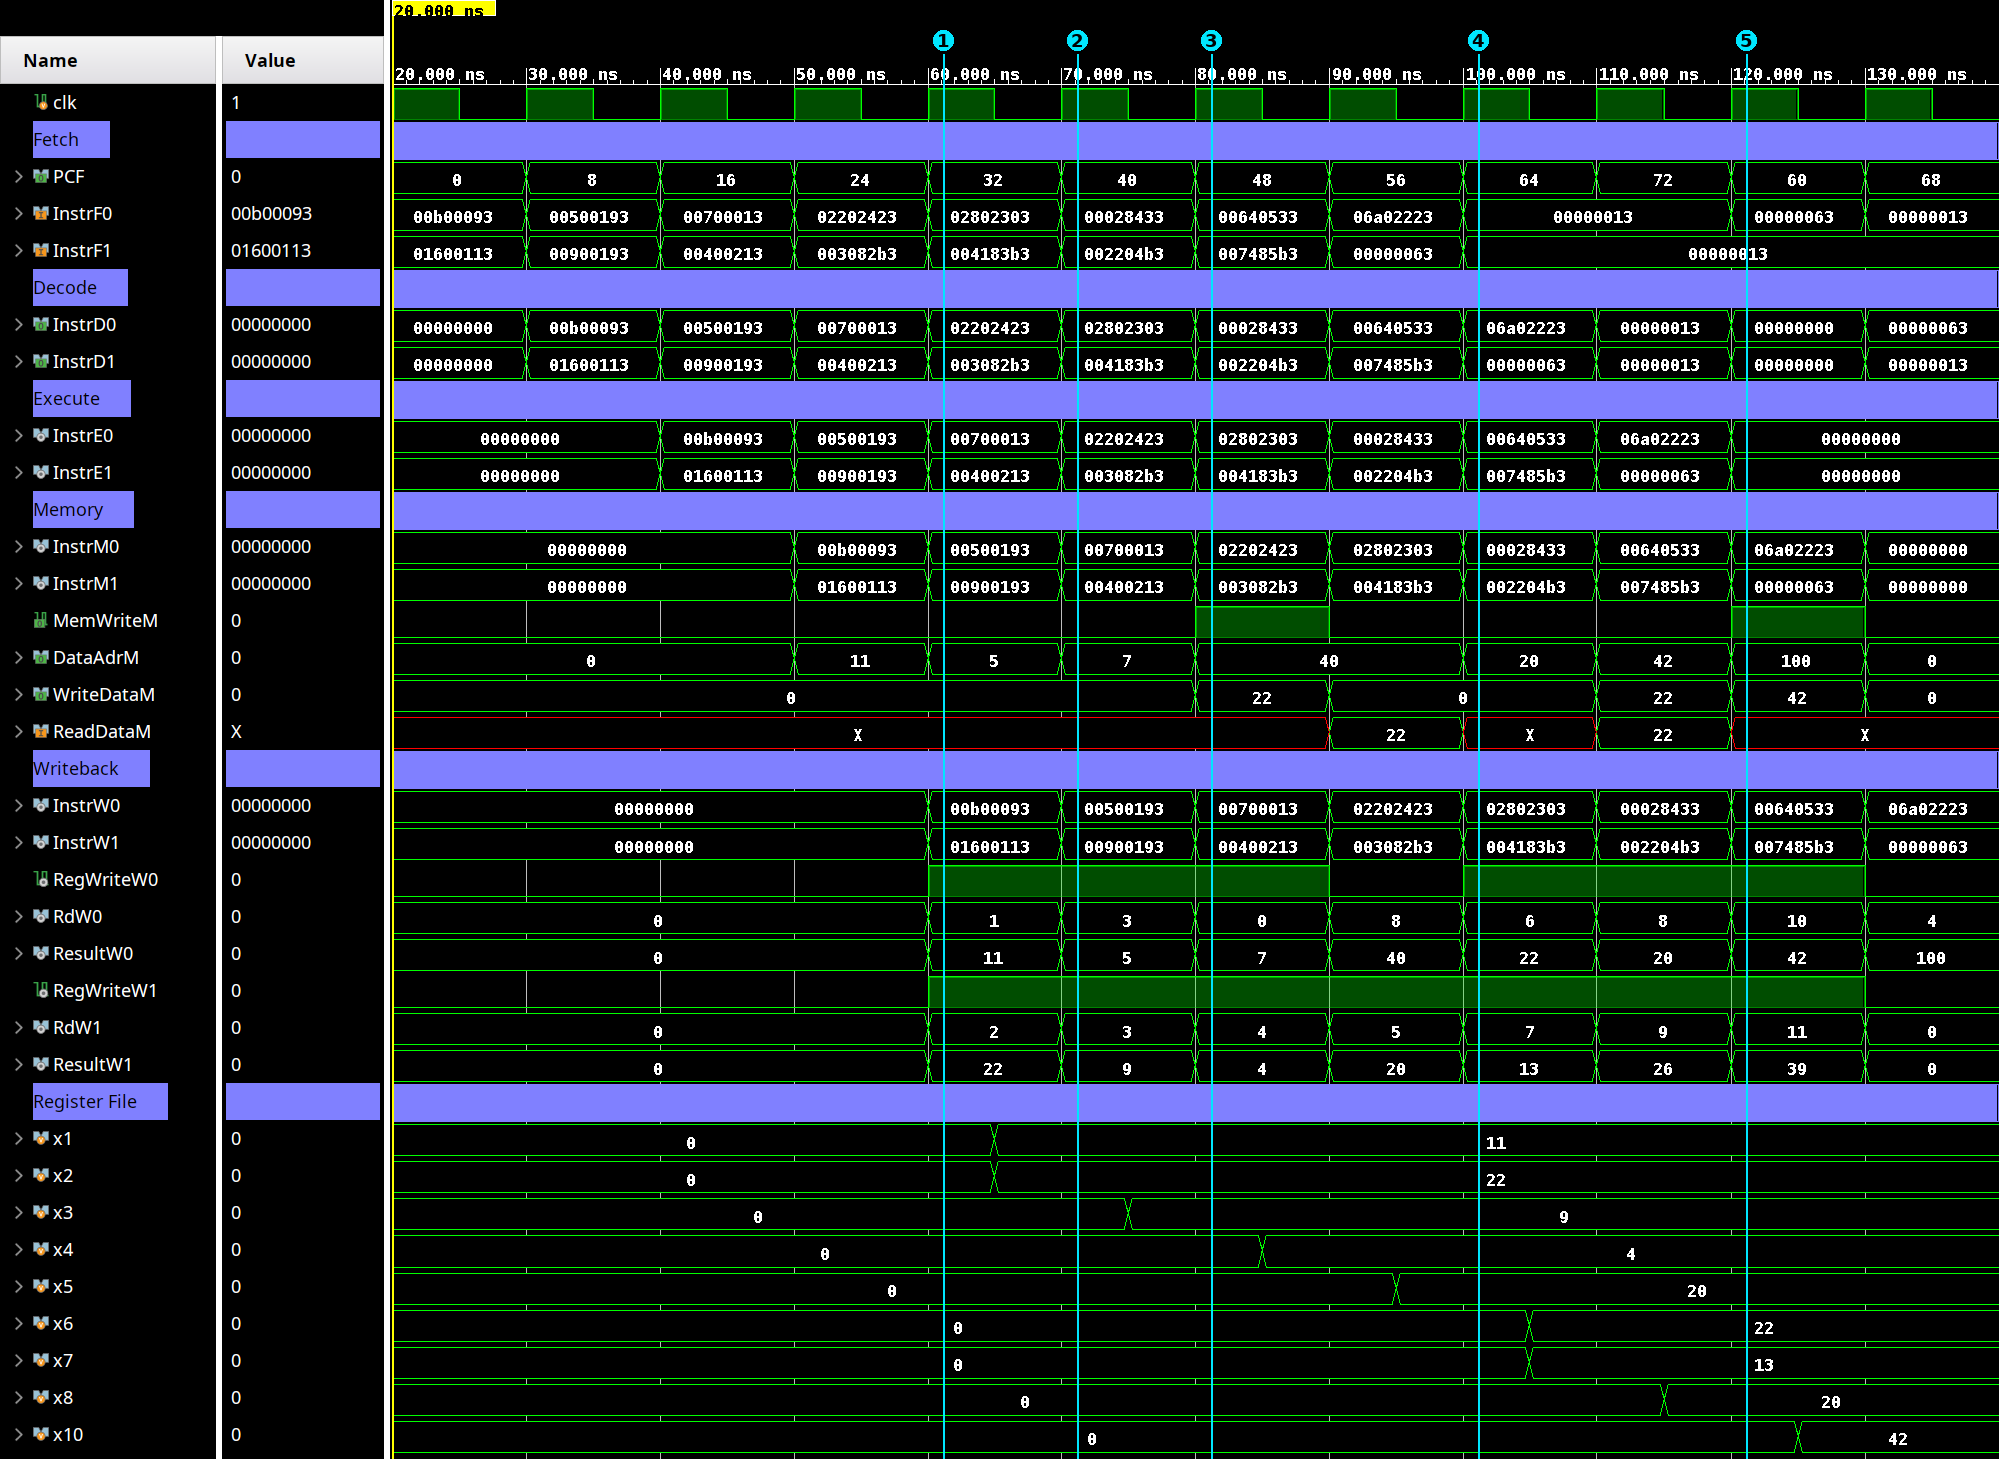 20.000 ns
1 2 3 4 5
Name Value 20.000 ns 30.000 ns 40.000 ns 50.000 ns 60.000 ns 70.000 ns 80.000 ns 90.000 ns 100.000 ns 110.000 ns 120.000 ns 130.000 ns
clk 1
Fetch
PCF 0 0 8 16 24 32 40 48 56 64 72 60 68
InstrF0 00b00093 00b00093 00500193 00700013 02202423 02802303 00028433 00640533 06a02223 00000013 00000063 00000013
InstrF1 01600113 01600113 00900193 00400213 003082b3 004183b3 002204b3 007485b3 00000063 00000013
Decode
InstrD0 00000000 00000000 00b00093 00500193 00700013 02202423 02802303 00028433 00640533 06a02223 00000013 00000000 00000063
InstrD1 00000000 00000000 01600113 00900193 00400213 003082b3 004183b3 002204b3 007485b3 00000063 00000013 00000000 00000013
Execute
InstrE0 00000000 00000000 00b00093 00500193 00700013 02202423 02802303 00028433 00640533 06a02223 00000000
InstrE1 00000000 00000000 01600113 00900193 00400213 003082b3 004183b3 002204b3 007485b3 00000063 00000000
Memory
InstrM0 00000000 00000000 00b00093 00500193 00700013 02202423 02802303 00028433 00640533 06a02223 00000000
InstrM1 00000000 00000000 01600113 00900193 00400213 003082b3 004183b3 002204b3 007485b3 00000063 00000000
MemWriteM 0
DataAdrM 0 0 11 5 7 40 20 42 100 0
WriteDataM 0 0 22 0 22 42 0
ReadDataM X X 22 X 22 X
Writeback
InstrW0 00000000 00000000 00b00093 00500193 00700013 02202423 02802303 00028433 00640533 06a02223
InstrW1 00000000 00000000 01600113 00900193 00400213 003082b3 004183b3 002204b3 007485b3 00000063
RegWriteW0 0
RdW0 0 0 1 3 0 8 6 8 10 4
ResultW0 0 0 11 5 7 40 22 20 42 100
RegWriteW1 0
RdW1 0 0 2 3 4 5 7 9 11 0
ResultW1 0 0 22 9 4 20 13 26 39 0
Register File
x1 0 0 11
x2 0 0 22
x3 0 0 9
x4 0 0 4
x5 0 0 20
x6 0 0 22
x7 0 0 13
x8 0 0 20
x10 0 0 42